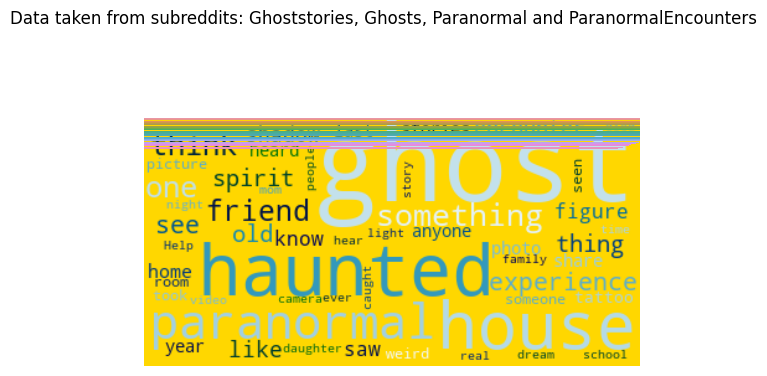 Data taken from subreddits: Ghoststories, Ghosts, Paranormal and ParanormalEncounters
think heard people ghost
picture spirit mom story seen
one night friend something figure
see old know hear light anyone photo thing
Help home haunted family share
room caught experience
took video camera ever someone tattoo
paranormal house
year like daughter saw weird real dream school